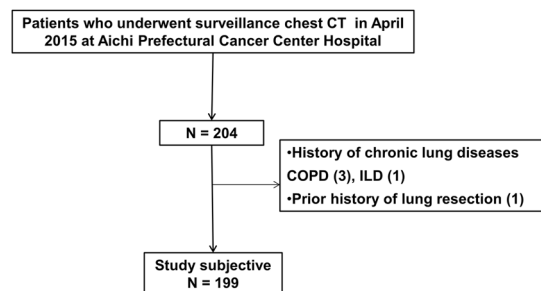 Patients who underwent surveillance chest CT in April
2015 at Aichi Prefectural Cancer Center Hospital
N = 204
•History of chronic lung diseases
COPD (3), ILD (1)
•Prior history of lung resection (1)
Study subjective
N = 199